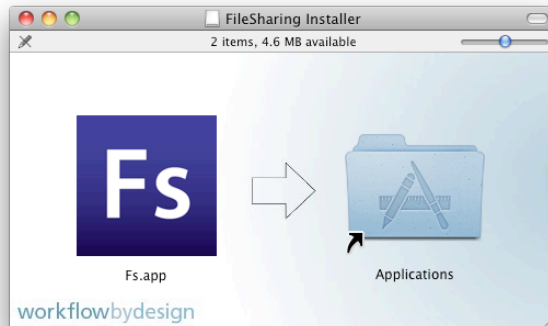 FileSharing Installer
2 items, 4.6 MB available
Fs
Fs.app
Applications
workflowbydesign